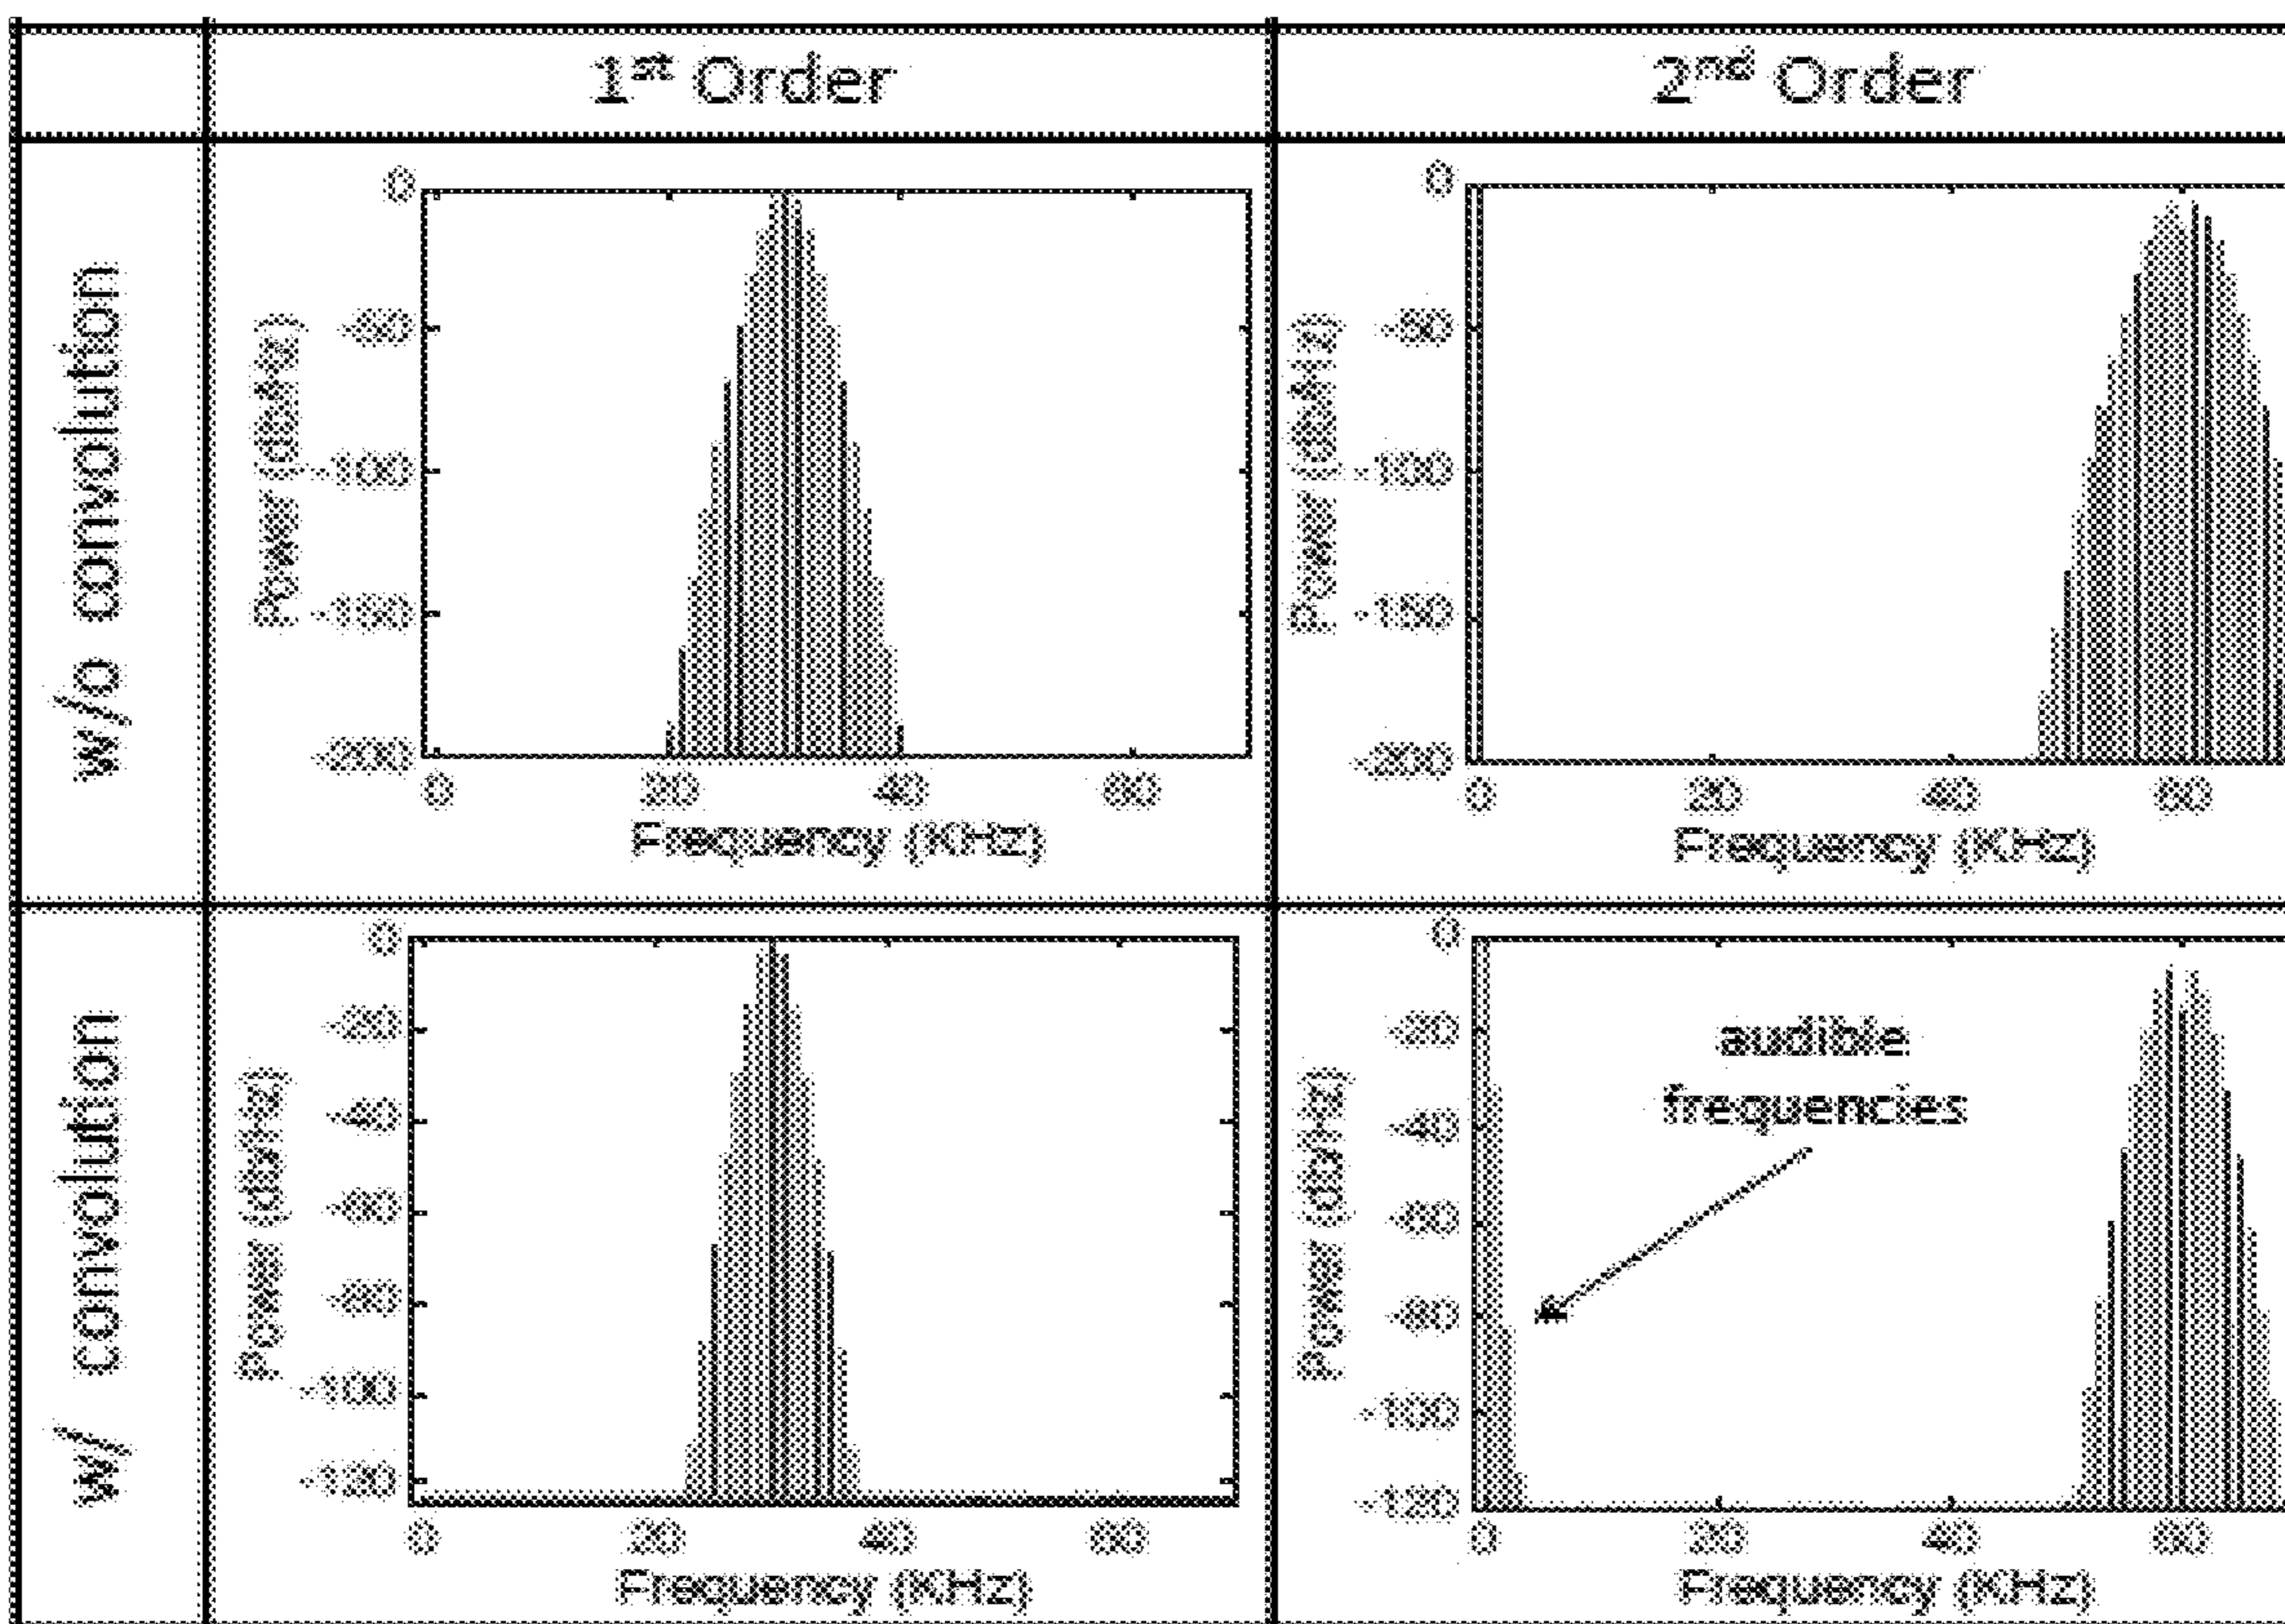 1st Order
2nd Order
w/o convolution
Power (db/Hz)
0
-50
-100
-150
-200
0 20 40 60
Frequency (KHz)
Power (db/Hz)
0
-50
-100
-150
-200
0 20 40 60
Frequency (KHz)
w/ convolution
Power (db/Hz)
0
-20
-40
-60
-80
-100
-120
0 20 40 60
Frequency (KHz)
Power (db/Hz)
0
-20
-40
-60
-80
-100
-120
audible
frequencies
0 20 40 60
Frequency (KHz)